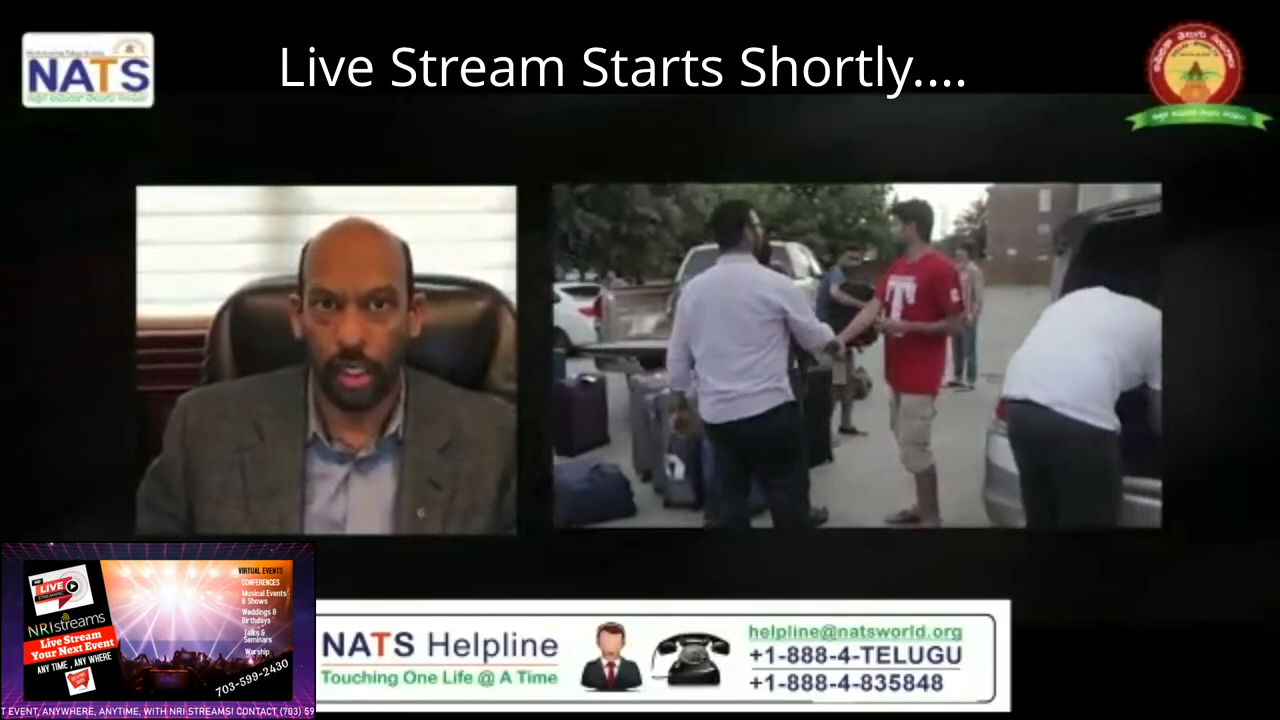 Live Stream Starts Shortly....
NATS
LIVE
STREAMING
NRIstreams
Live Stream
Your Next Event
ANY TIME , ANY WHERE
VIRTUAL EVENTS
CONFERENCES
Musical Events
& Shows
Weddings &
Birthdays
Talks &
Seminars
Worship
703-599-2430
T EVENT, ANYWHERE, ANYTIME, WITH NRI STREAMS! CONTACT (703) 59
NATS Helpline
Touching One Life @ A Time
helpline@natsworld.org
+1-888-4-TELUGU
+1-888-4-835848